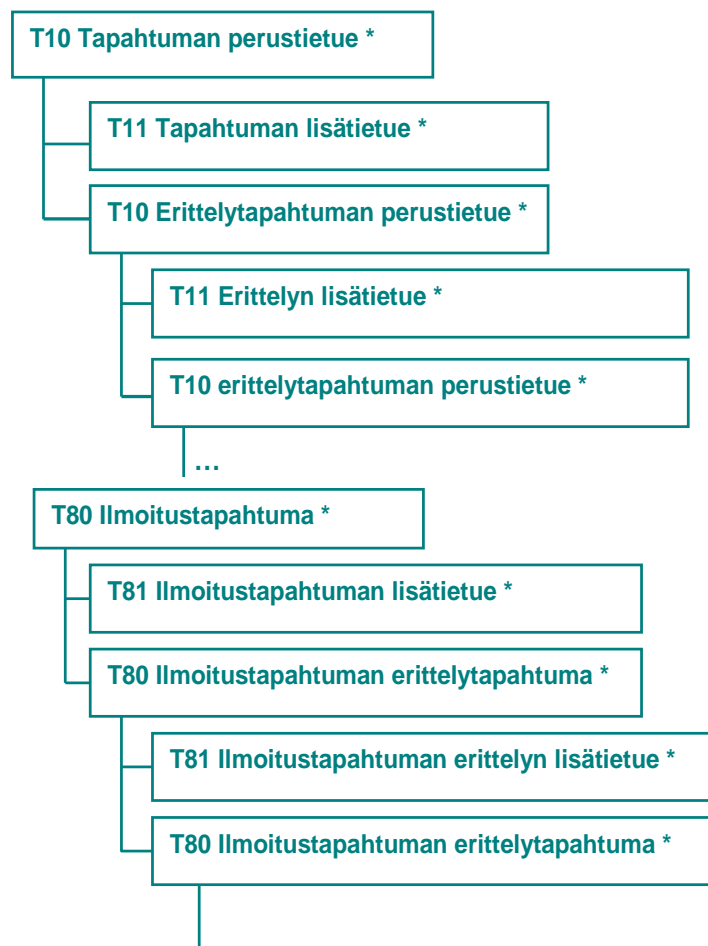 T10 Tapahtuman perustietue *
T11 Tapahtuman lisätietue *
T10 Erittelytapahtuman perustietue *
T11 Erittelyn lisätietue *
T10 erittelytapahtuman perustietue *
...
T80 Ilmoitustapahtuma *
T81 Ilmoitustapahtuman lisätietue *
T80 Ilmoitustapahtuman erittelytapahtuma *
T81 Ilmoitustapahtuman erittelyn lisätietue *
T80 Ilmoitustapahtuman erittelytapahtuma *